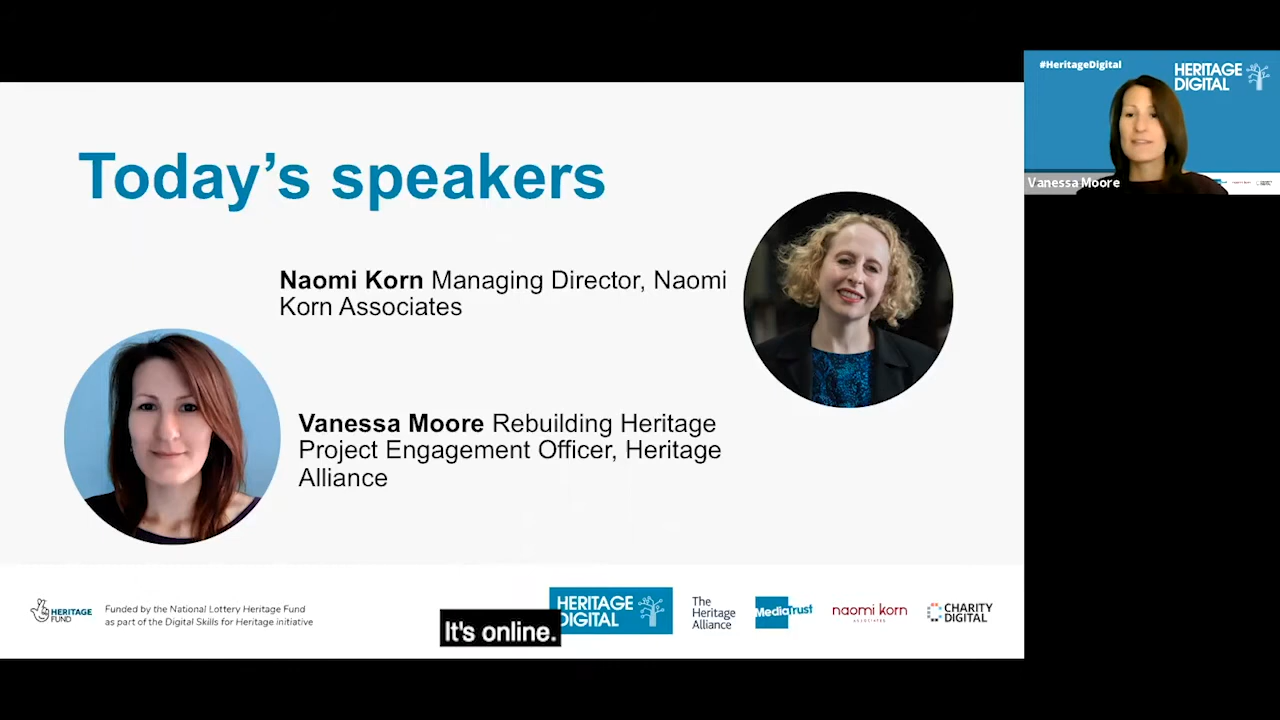 Today's speakers
Naomi Korn Managing Director, Naomi
Korn Associates
Vanessa Moore Rebuilding Heritage
Project Engagement Officer, Heritage
Alliance
HERITAGE
FUND
Funded by the National Lottery Heritage Fund
as part of the Digital Skills for Heritage initiative
It's online.
HERITAGE
DIGITAL
The
Heritage
Alliance
MediaTrust
naomi korn
ASSOCIATES
CHARITY
DIGITAL
#HeritageDigital
HERITAGE
DIGITAL
Vanessa Moore